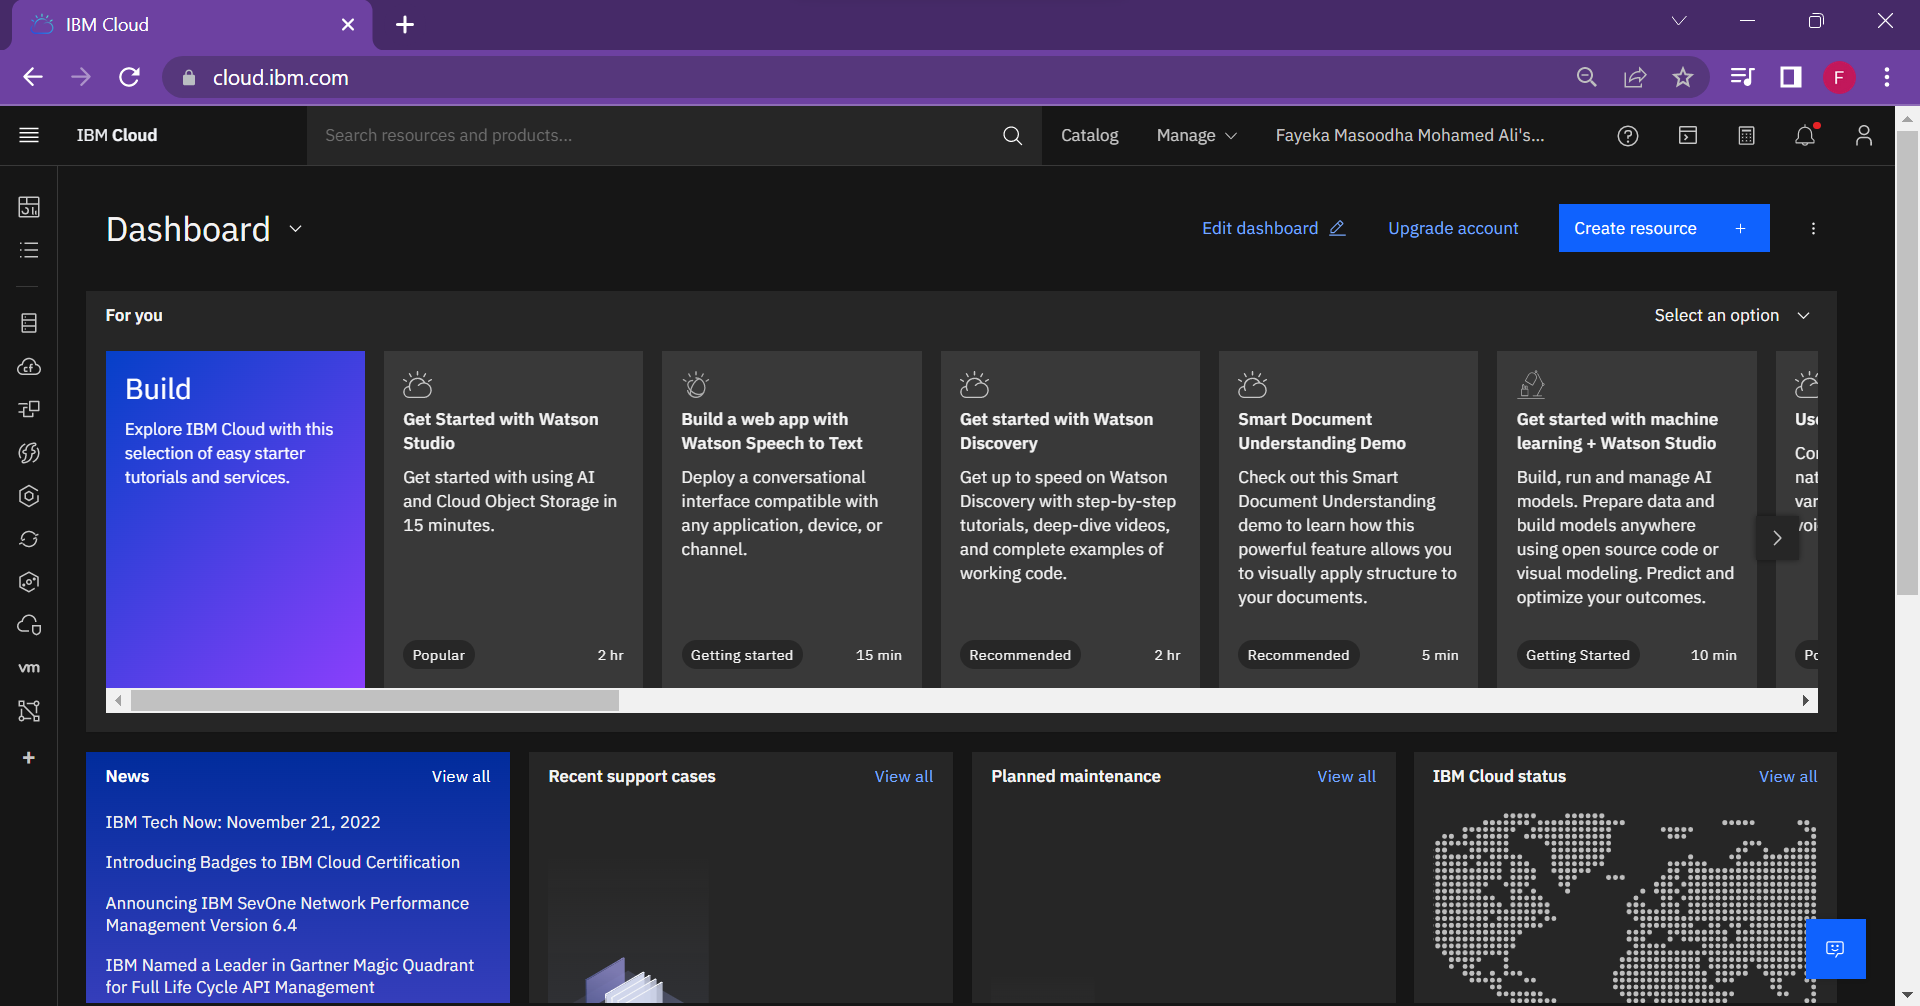 IBM Cloud
cloud.ibm.com
F
IBM Cloud
Search resources and products...
Catalog
Manage
Fayeka Masoodha Mohamed Ali's...
Dashboard
Edit dashboard
Upgrade account
Create resource +
For you
Select an option
Build
Explore IBM Cloud with this
selection of easy starter
tutorials and services.
Get Started with Watson
Studio
Get started with using AI
and Cloud Object Storage in
15 minutes.
Popular
2 hr
Build a web app with
Watson Speech to Text
Deploy a conversational
interface compatible with
any application, device, or
channel.
Getting started
15 min
Get started with Watson
Discovery
Get up to speed on Watson
Discovery with step-by-step
tutorials, deep-dive videos,
and complete examples of
working code.
Recommended
2 hr
Smart Document
Understanding Demo
Check out this Smart
Document Understanding
demo to learn how this
powerful feature allows you
to visually apply structure to
your documents.
Recommended
5 min
Get started with machine
learning + Watson Studio
Build, run and manage AI
models. Prepare data and
build models anywhere
using open source code or
visual modeling. Predict and
optimize your outcomes.
Getting Started
10 min
cf
vm
News
View all
IBM Tech Now: November 21, 2022
Introducing Badges to IBM Cloud Certification
Announcing IBM SevOne Network Performance
Management Version 6.4
IBM Named a Leader in Gartner Magic Quadrant
for Full Life Cycle API Management
Recent support cases
View all
Planned maintenance
View all
IBM Cloud status
View all